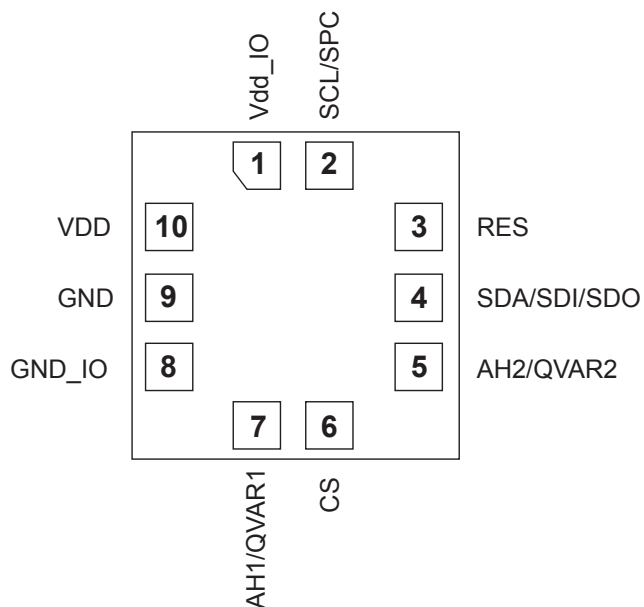 Vdd_IO
SCL/SPC
1
2
VDD
10
3
RES
GND
9
4
SDA/SDI/SDO
GND_IO
8
5
AH2/QVAR2
7
6
AH1/QVAR1
CS